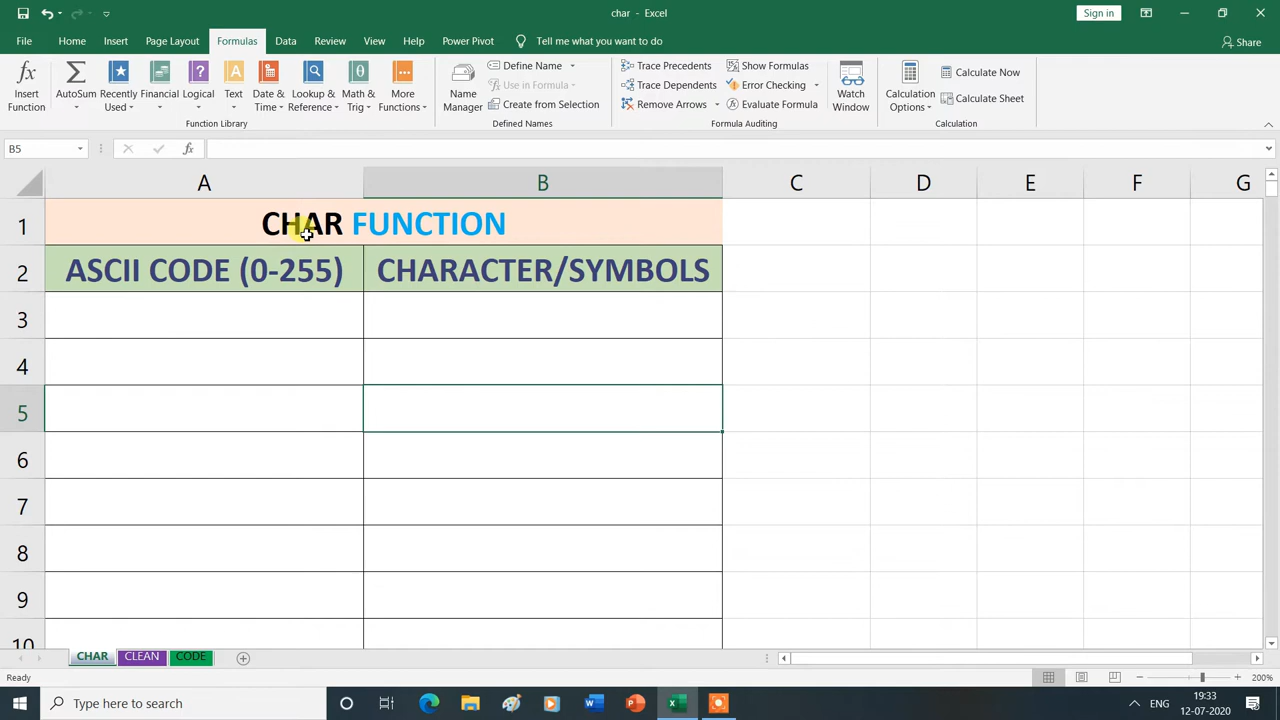 char - Excel
Sign in
File Home Insert Page Layout Formulas Data Review View Help Power Pivot Tell me what you want to do Share
Insert Function
AutoSum
Recently Used
Financial
Logical
Text
Date & Time
Lookup & Reference
Math & Trig
More Functions
Function Library
Name Manager
Define Name
Use in Formula
Create from Selection
Defined Names
Trace Precedents
Trace Dependents
Remove Arrows
Show Formulas
Error Checking
Evaluate Formula
Formula Auditing
Watch Window
Calculation Options
Calculate Now
Calculate Sheet
Calculation
B5 fx
A B C D E F G
1 CHAR FUNCTION
2 ASCII CODE (0-255) CHARACTER/SYMBOLS
3
4
5
6
7
8
9
10
CHAR CLEAN CODE
Ready 200%
Type here to search ENG 19:33
12-07-2020